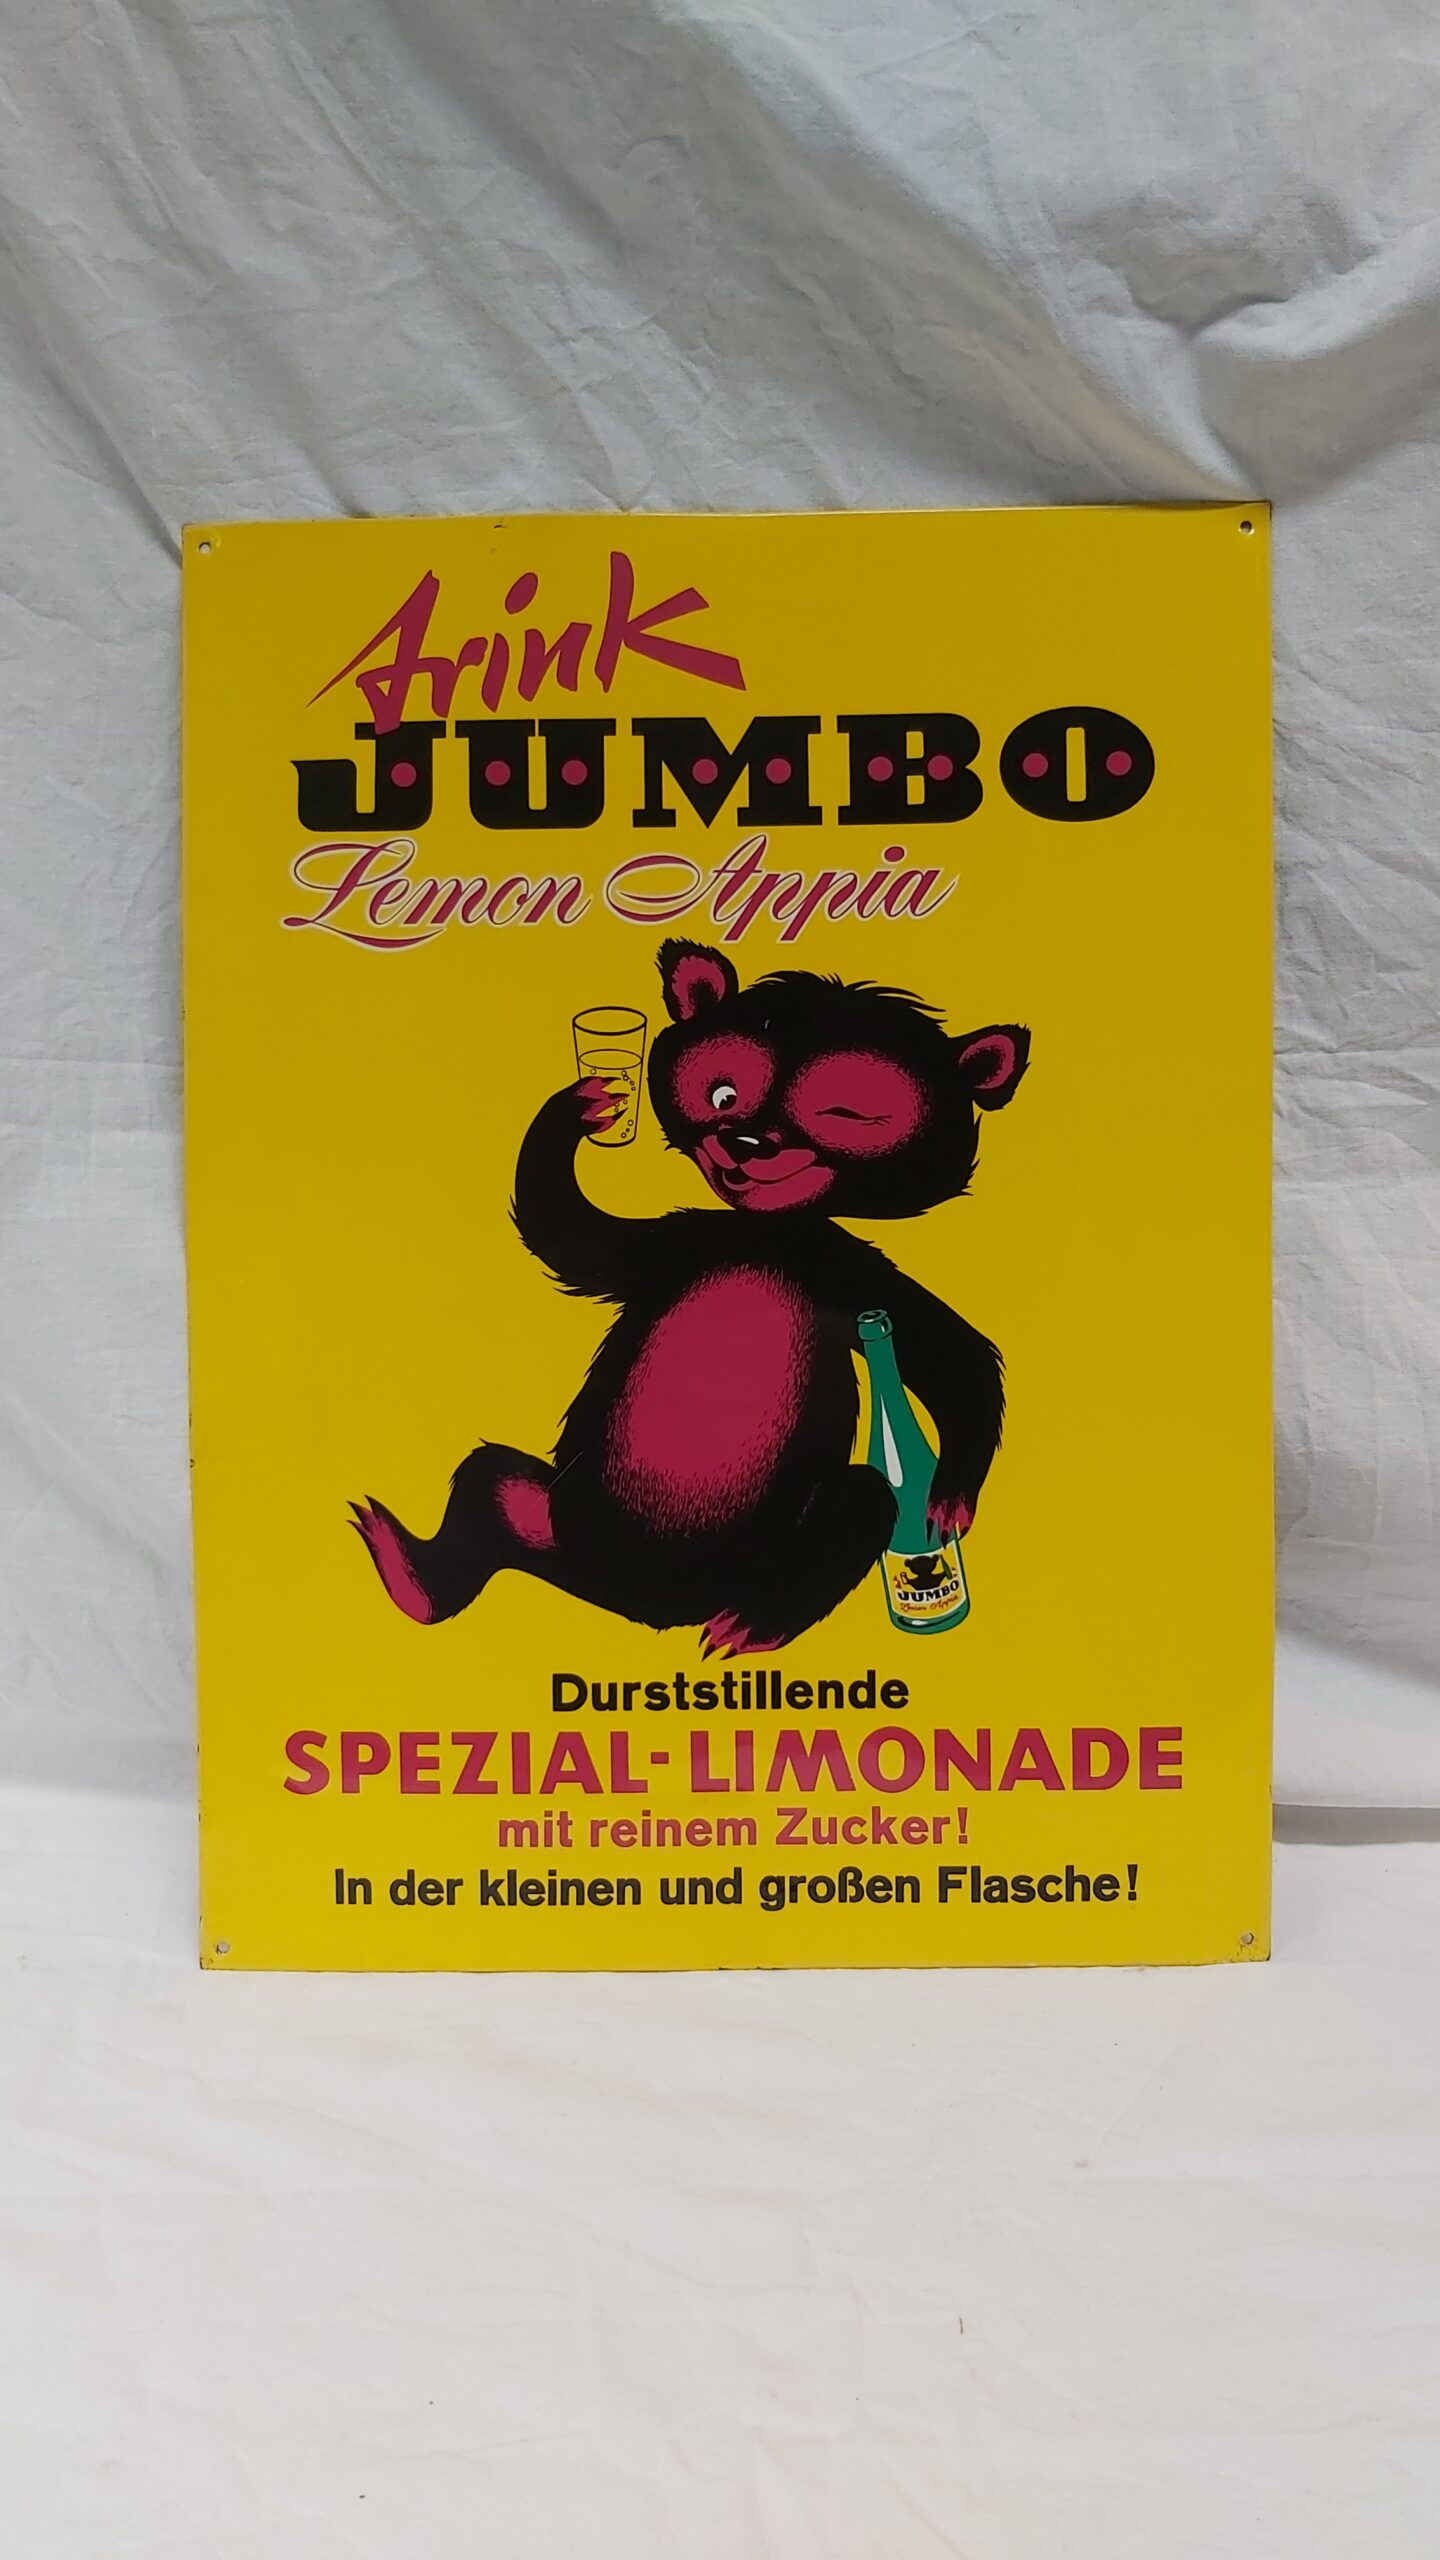 trink
JUMBO
Lemon Appia
JUMBO
Lemon Appia
Durststillende
SPEZIAL-LIMONADE
mit reinem Zucker!
In der kleinen und großen Flasche!